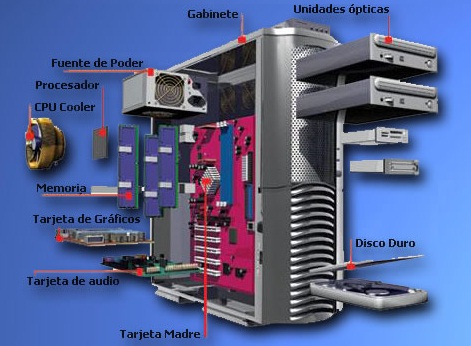 Gabinete
Unidades ópticas
Fuente de Poder
Procesador
CPU Cooler
Memoria
Tarjeta de Gráficos
Disco Duro
Tarjeta de audio
Tarjeta Madre